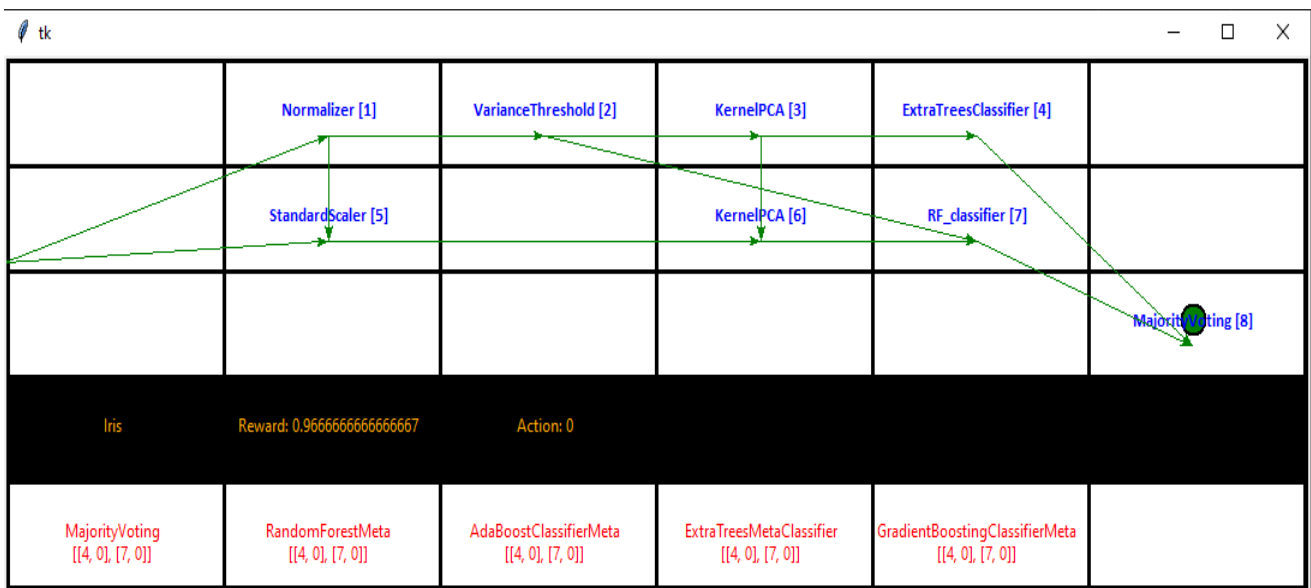 tk
Normalizer [1]
VarianceThreshold [2]
KernelPCA [3]
ExtraTreesClassifier [4]
StandardScaler [5]
KernelPCA [6]
RF_classifier [7]
MajorityVoting [8]
Iris
Reward: 0.9666666666666667
Action: 0
MajorityVoting
[[4, 0], [7, 0]]
RandomForestMeta
[[4, 0], [7, 0]]
AdaBoostClassifierMeta
[[4, 0], [7, 0]]
ExtraTreesMetaClassifier
[[4, 0], [7, 0]]
GradientBoostingClassifierMeta
[[4, 0], [7, 0]]